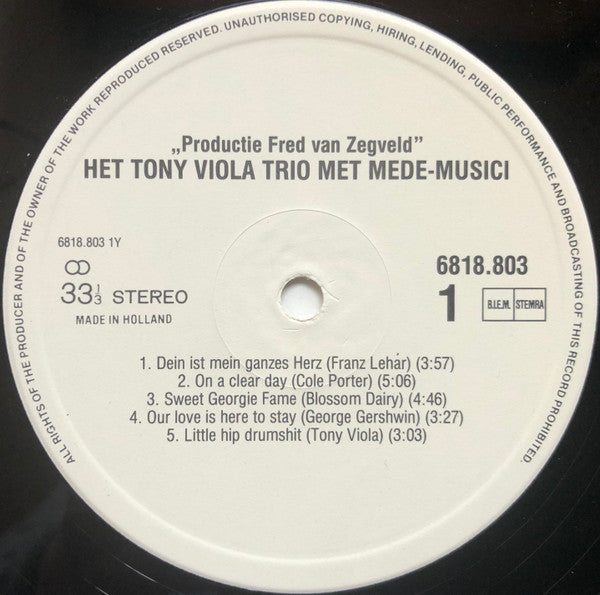 ALL RIGHTS OF THE PRODUCER AND OF THE OWNER OF THE WORK REPRODUCED RESERVED. UNAUTHORISED COPYING, HIRING, LENDING, PUBLIC PERFORMANCE AND BROADCASTING OF THIS RECORD PROHIBITED.
„Productie Fred van Zegveld”
HET TONY VIOLA TRIO MET MEDE-MUSICI
6818.803 1Y
33⅓ STEREO
MADE IN HOLLAND
6818.803
1
B.I.E.M. STEMRA
1. Dein ist mein ganzes Herz (Franz Lehár) (3:57)
2. On a clear day (Cole Porter) (5:06)
3. Sweet Georgie Fame (Blossom Dairy) (4:46)
4. Our love is here to stay (George Gershwin) (3:27)
5. Little hip drumshit (Tony Viola) (3:03)